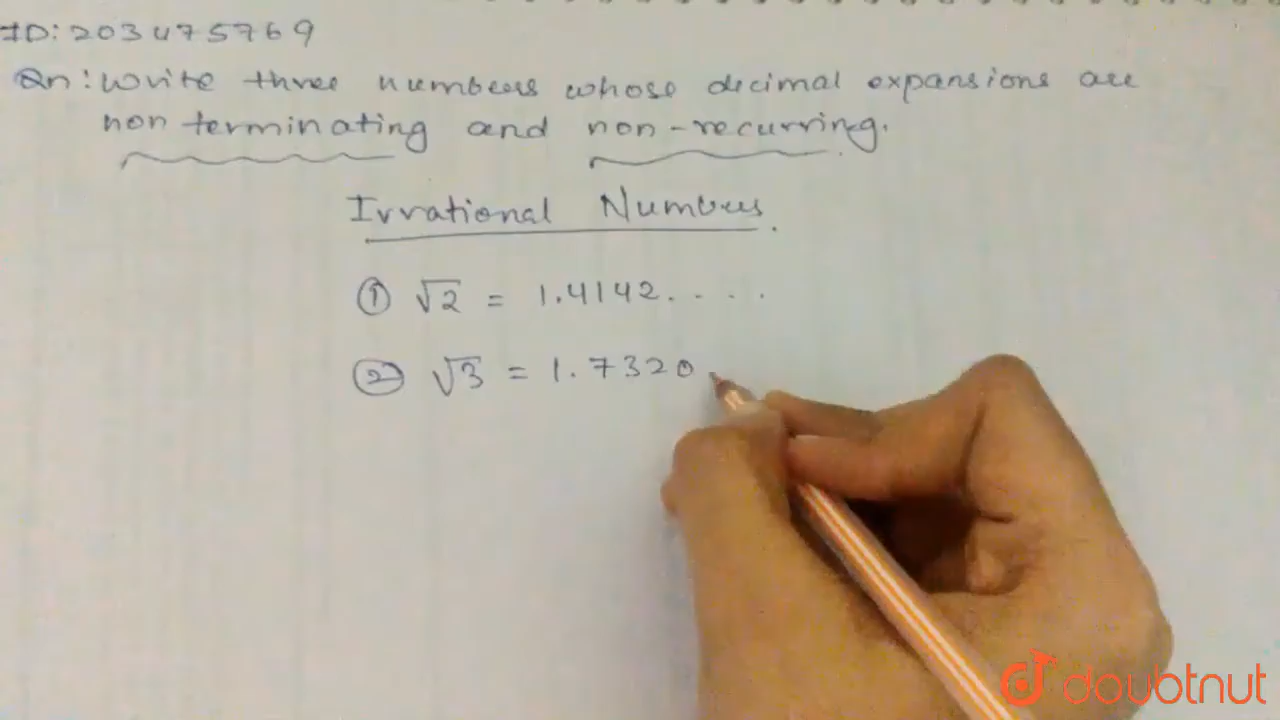 ID: 203475769
Qn: Write three numbers whose decimal expansions are
non terminating and non-recurring.
Irrational Numbers.
① √2 = 1.4142.....
② √3 = 1.7320.
doubtnut